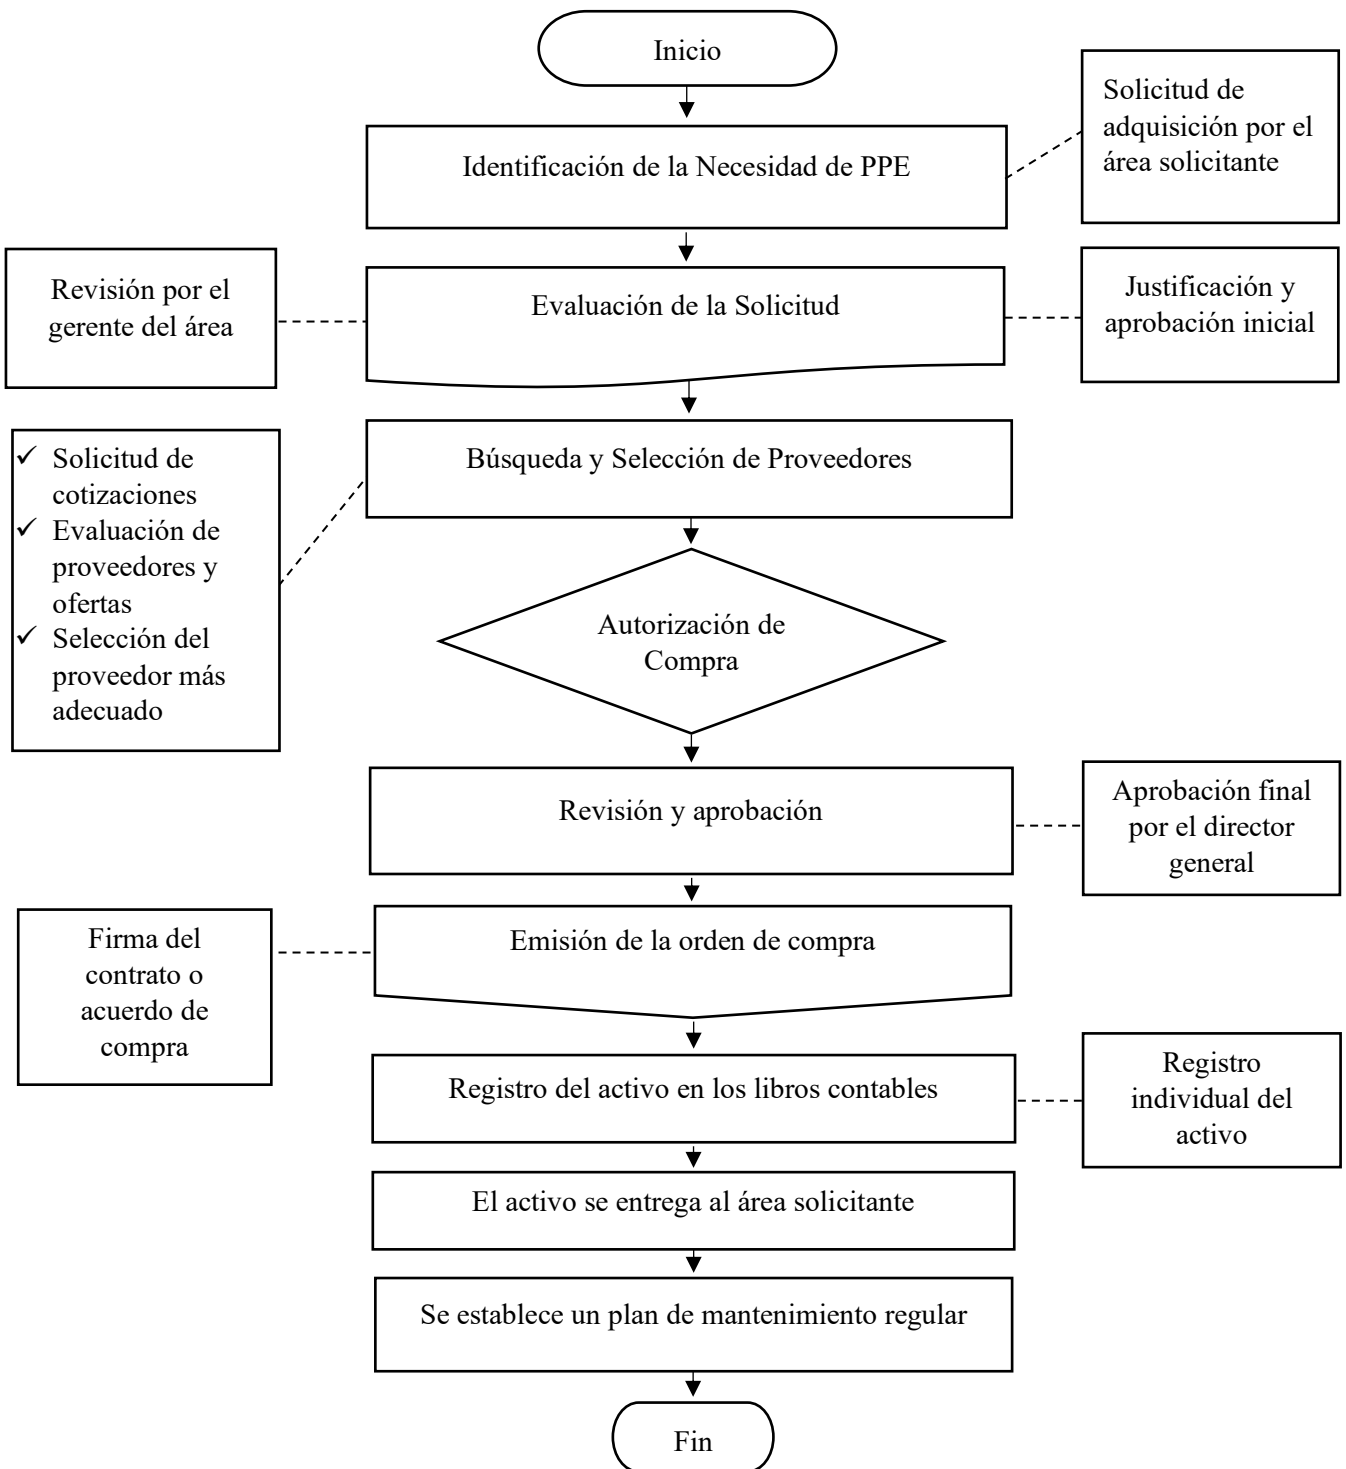 Inicio
Solicitud de
adquisición por el
área solicitante
Identificación de la Necesidad de PPE
Revisión por el
gerente del área
Evaluación de la Solicitud
Justificación y
aprobación inicial
✓ Solicitud de
cotizaciones
✓ Evaluación de
proveedores y
ofertas
✓ Selección del
proveedor más
adecuado
Búsqueda y Selección de Proveedores
Autorización de
Compra
Revisión y aprobación
Aprobación final
por el director
general
Firma del
contrato o
acuerdo de
compra
Emisión de la orden de compra
Registro del activo en los libros contables
Registro
individual del
activo
El activo se entrega al área solicitante
Se establece un plan de mantenimiento regular
Fin